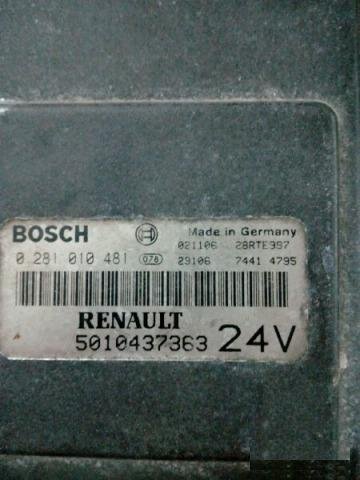 BOSCH Made in Germany
021106 28RTE397
0 281 010 481 078 29106 7441 4795
RENAULT
5010437363 24V